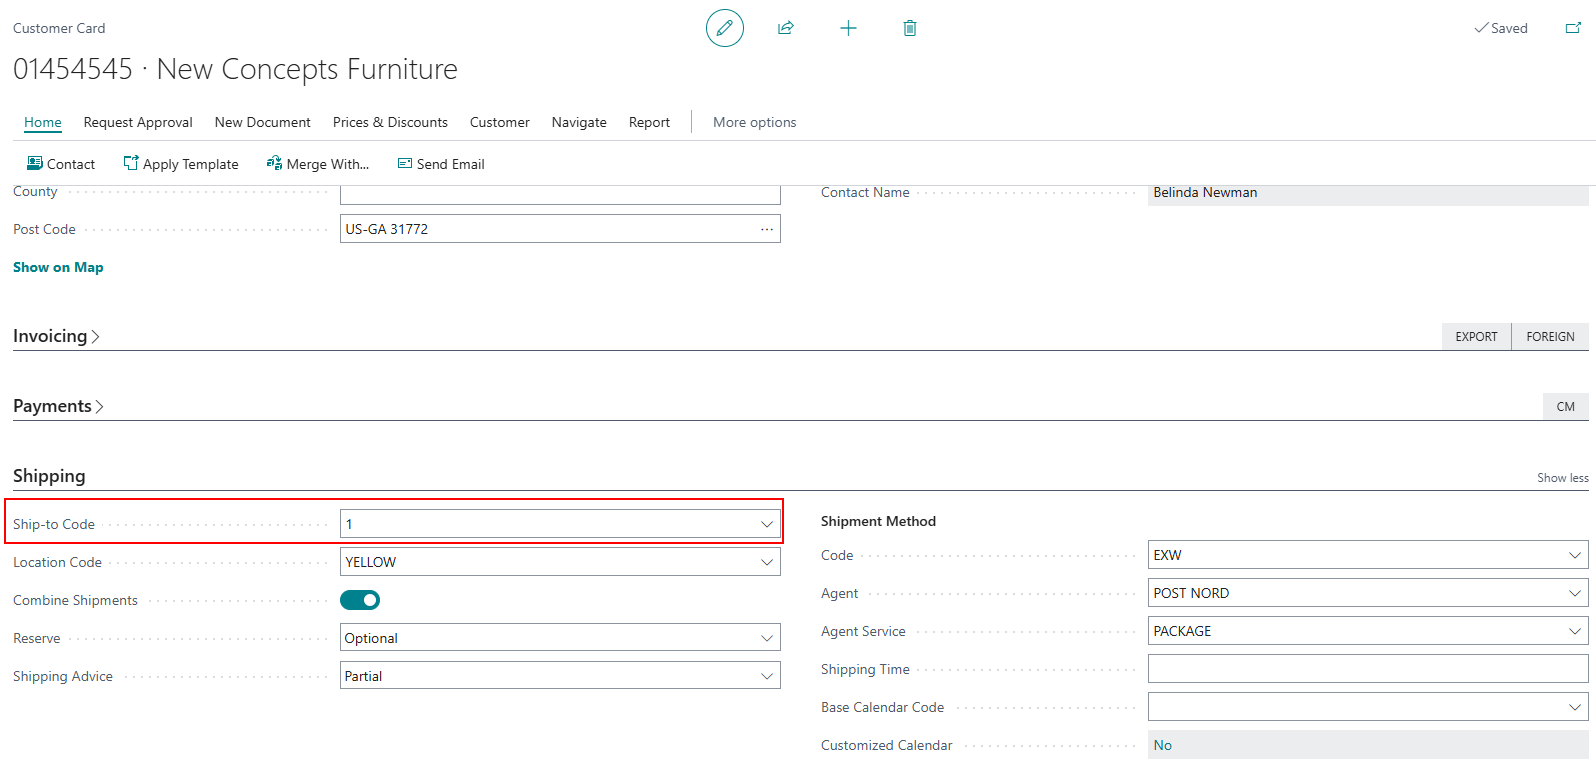 Customer Card
Saved
01454545 · New Concepts Furniture
Home Request Approval New Document Prices & Discounts Customer Navigate Report More options
Contact Apply Template Merge With... Send Email
County
Contact Name Belinda Newman
Post Code US-GA 31772 ...
Show on Map
Invoicing > EXPORT FOREIGN
Payments > CM
Shipping Show less
Ship-to Code 1
Shipment Method
Location Code YELLOW
Code EXW
Combine Shipments
Agent POST NORD
Reserve Optional
Agent Service PACKAGE
Shipping Advice Partial
Shipping Time
Base Calendar Code
Customized Calendar No